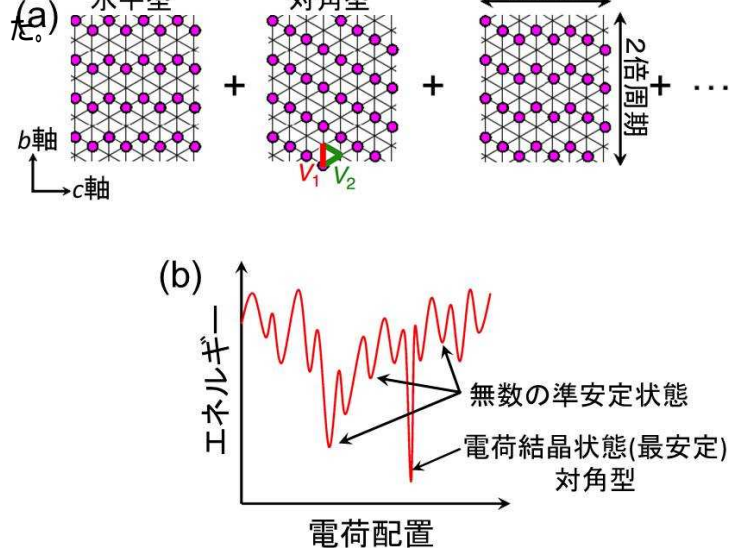 (a)
た。
水平型
対角型
+
+
+ ・・・
2倍周期
b軸
c軸
V1
V2
(b)
エネルギー
無数の準安定状態
電荷結晶状態(最安定)
対角型
電荷配置